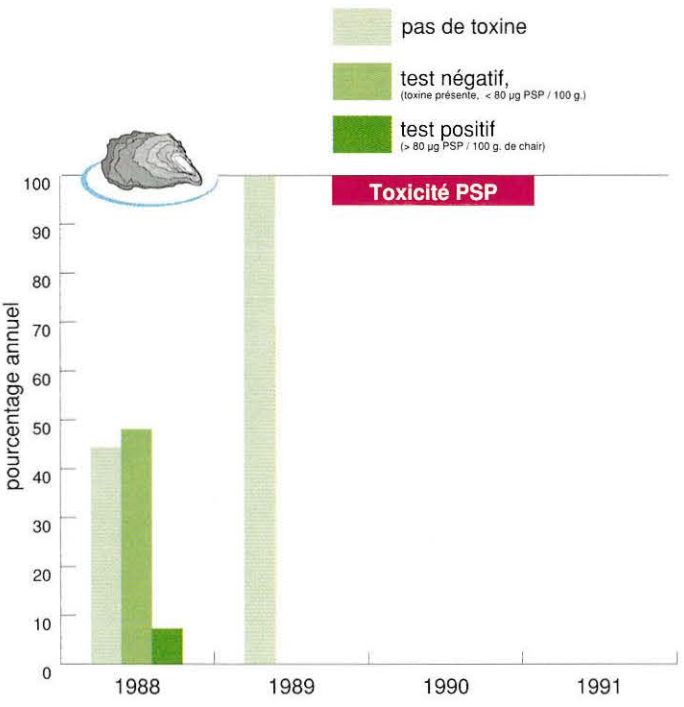 pas de toxine
test négatif,
(toxine présente, < 80 µg PSP / 100 g.)
test positif
(> 80 µg PSP / 100 g. de chair)
Toxicité PSP
pourcentage annuel
100
90
80
70
60
50
40
30
20
10
0
1988
1989
1990
1991